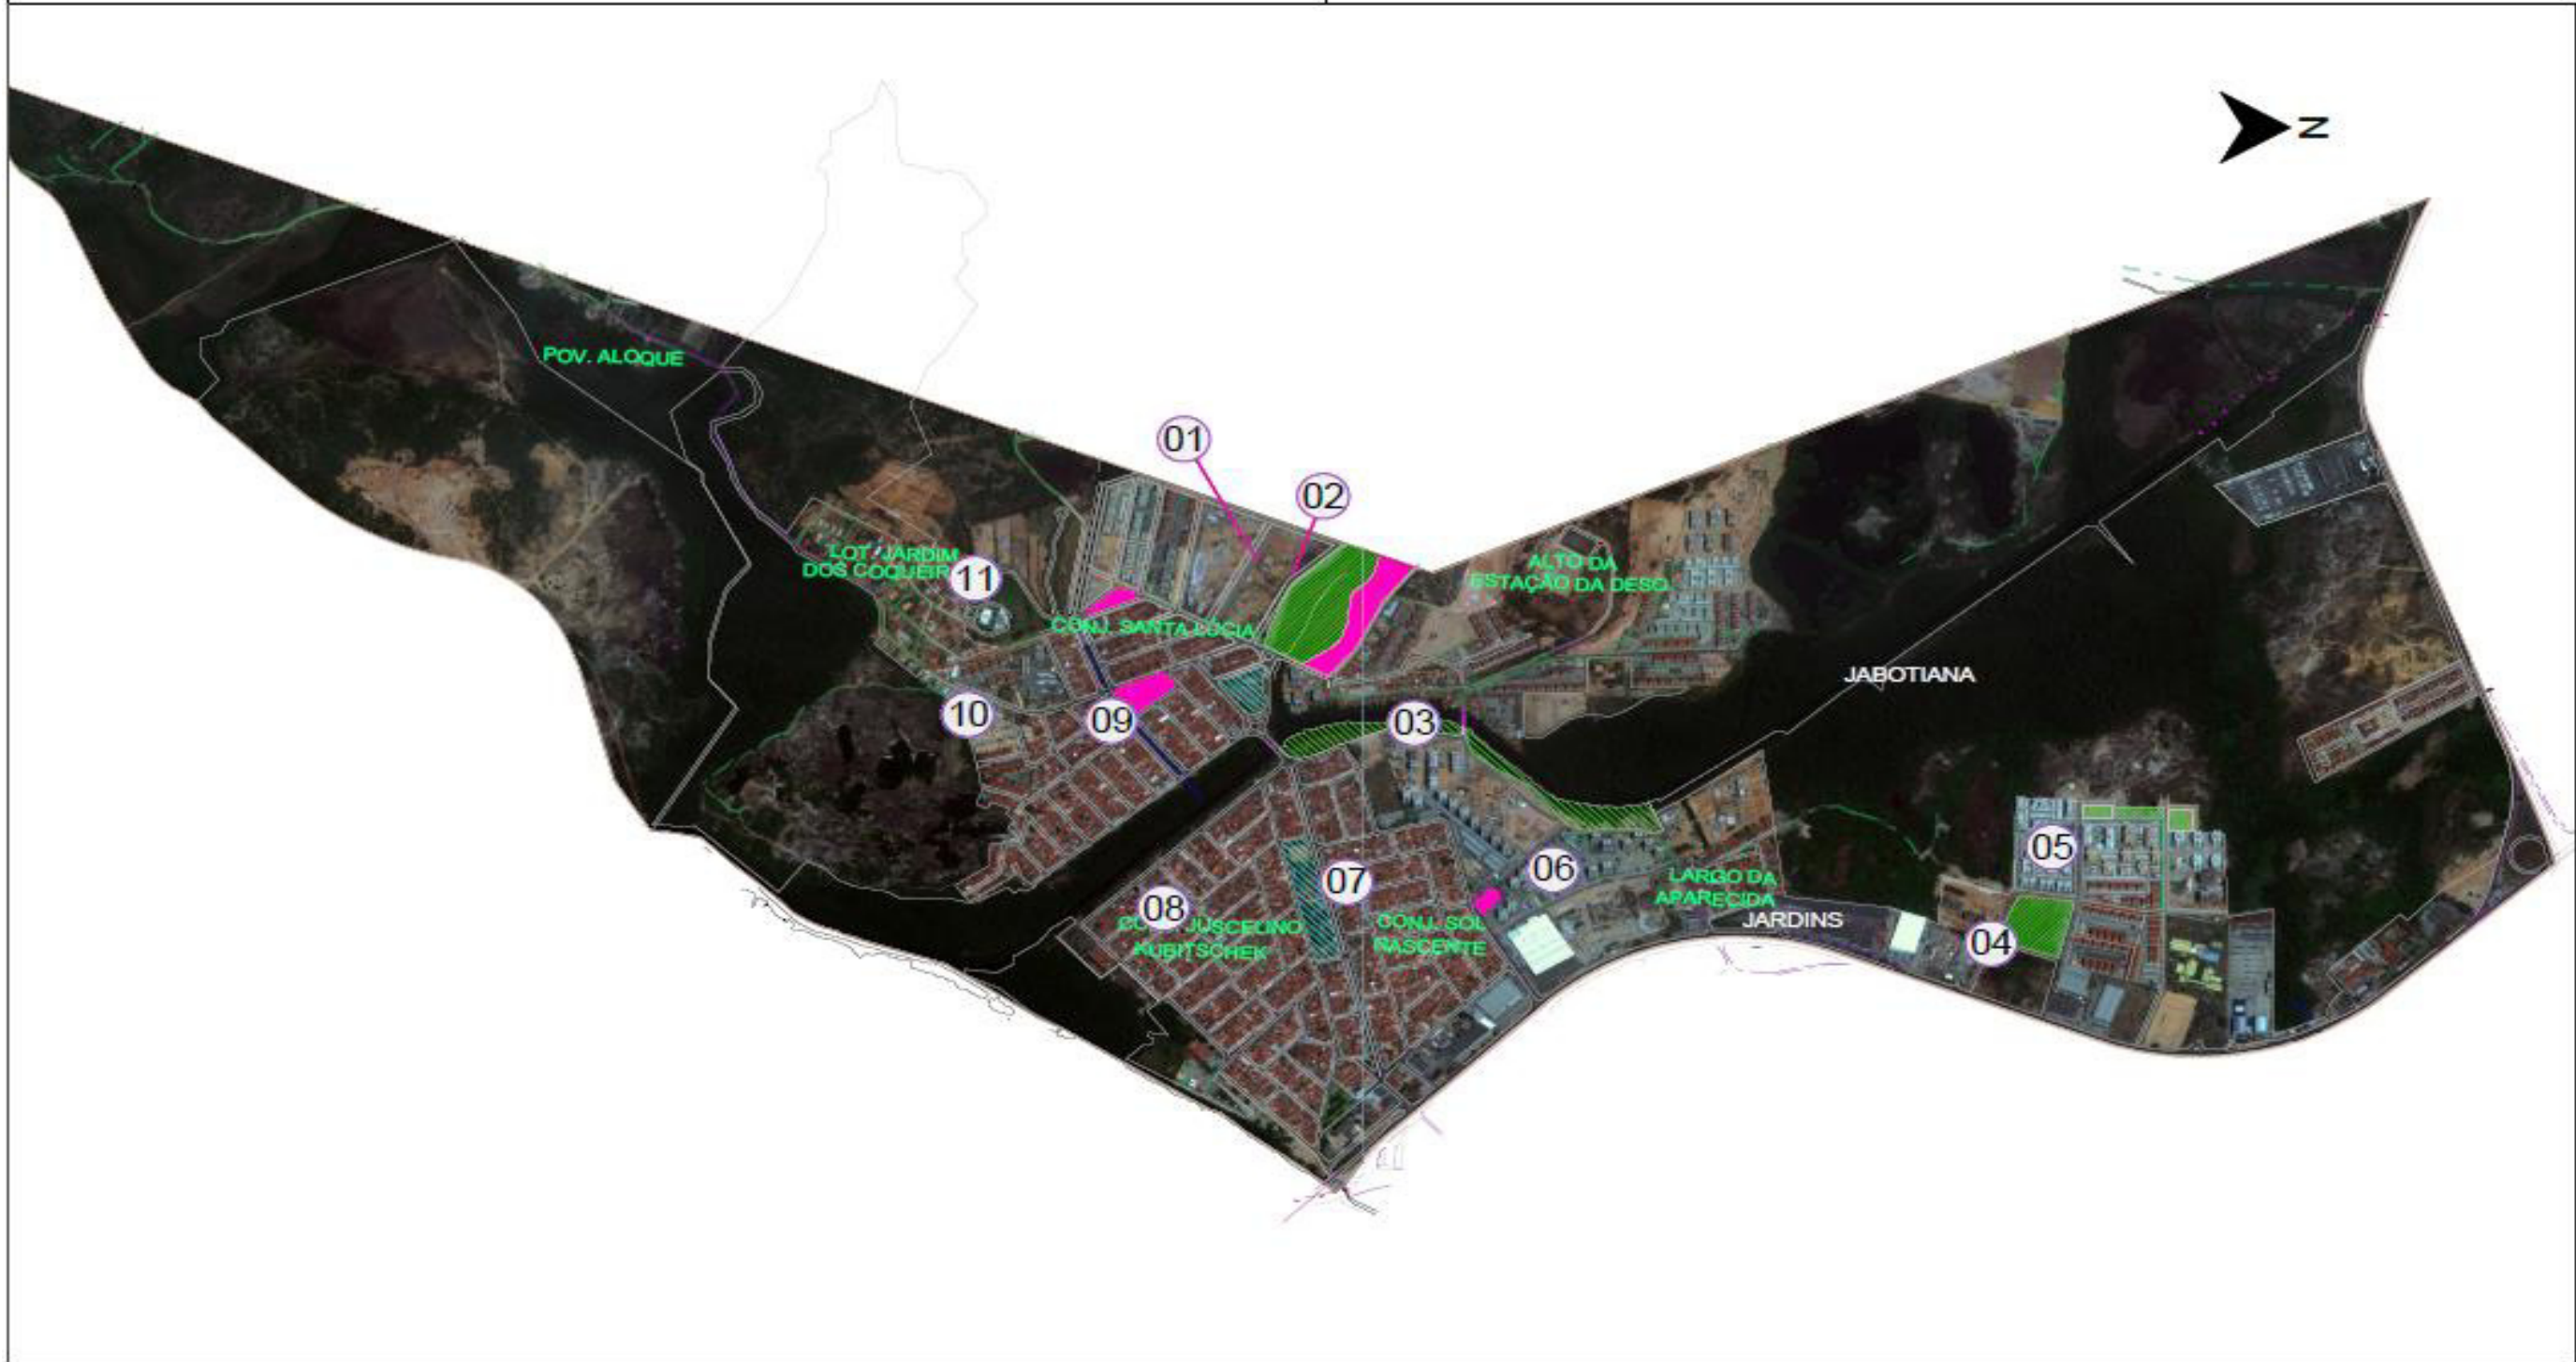 N
POV. ALOQUE
01
02
LOT. JARDIM
DOS COQUEIR
11
ALTO DA
ESTAÇÃO DA DESO
CONJ. SANTA LÚCIA
JABOTIANA
10
09
03
05
06
07
08
LARGO DA
APARECIDA
JUSCELINO
KUBITSCHEK
CONJ. SOL
NASCENTE
JARDINS
04